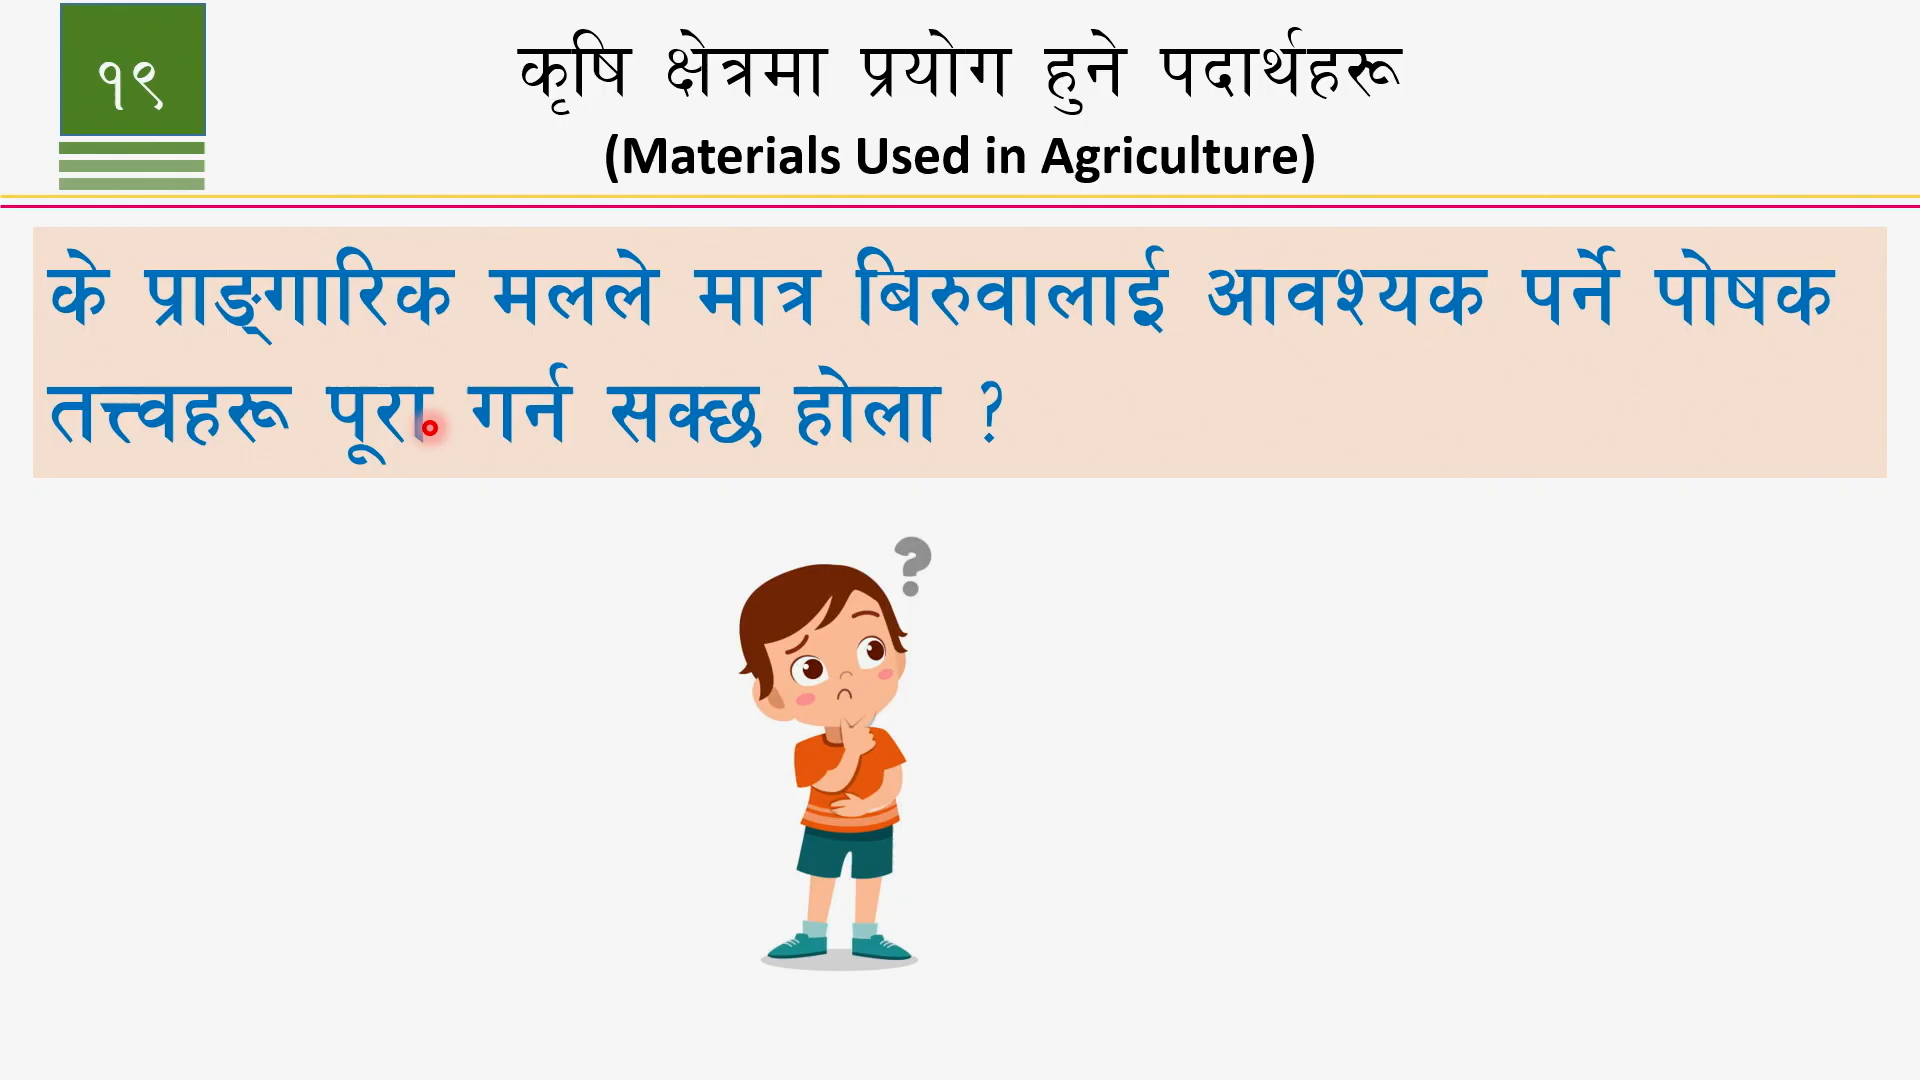 १९
कृषि क्षेत्रमा प्रयोग हुने पदार्थहरू
(Materials Used in Agriculture)
के प्राङ्गारिक मलले मात्र बिरुवालाई आवश्यक पर्ने पोषक
तत्त्वहरू पूरा गर्न सक्छ होला ?
?